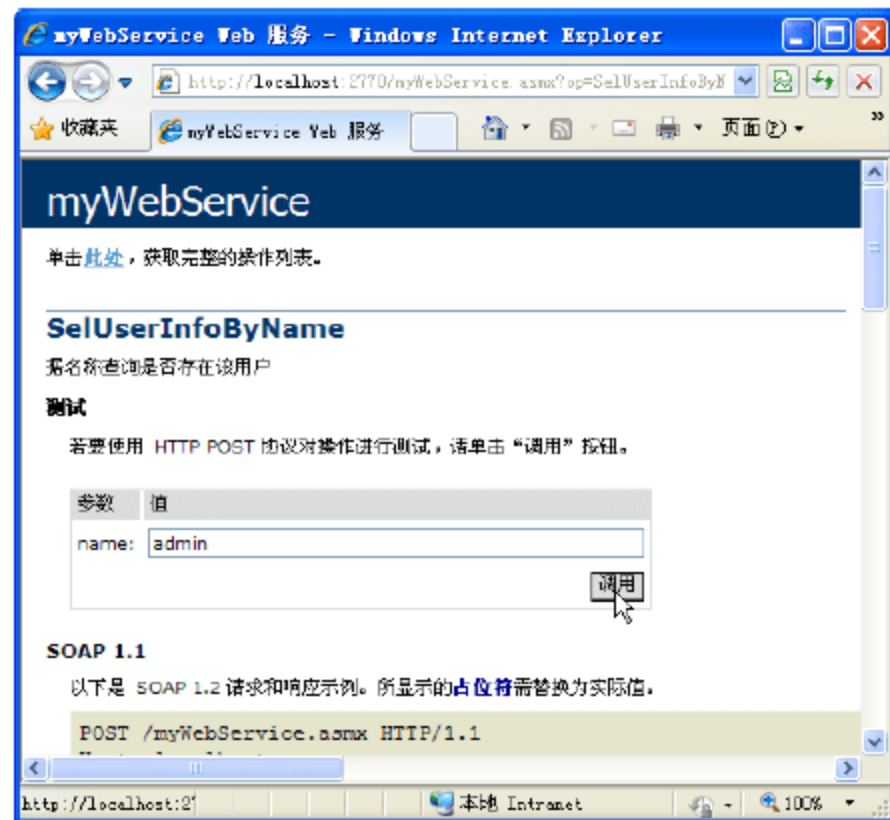 myWebService Web 服务 - Windows Internet Explorer
http://localhost:2770/myWebService.asmx?op=SelUserInfoByN
收藏夹
myWebService Web 服务
页面(P)
myWebService
单击此处，获取完整的操作列表。
SelUserInfoByName
据名称查询是否存在该用户
测试
若要使用 HTTP POST 协议对操作进行测试，请单击“调用”按钮。
参数 值
name: admin
调用
SOAP 1.1
以下是 SOAP 1.2 请求和响应示例。所显示的占位符需替换为实际值。
POST /myWebService.asmx HTTP/1.1
http://localhost:27
本地 Intranet
100%